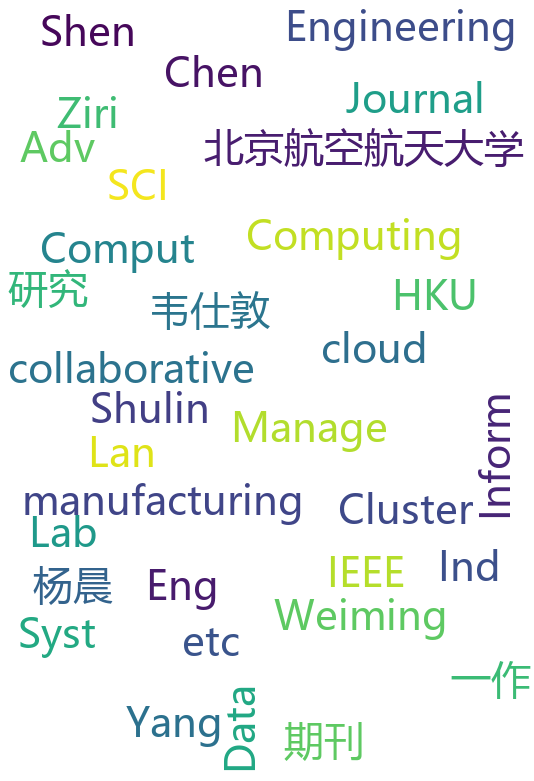 Shen
Engineering
Chen
Journal
Ziri
Adv
北京航空航天大学
SCI
Computing
Comput
研究
HKU
韦仕敦
cloud
collaborative
Shulin
Manage
Lan
Inform
manufacturing
Cluster
Lab
Ind
IEEE
杨晨
Eng
Weiming
Syst
etc
一作
Yang
Data
期刊